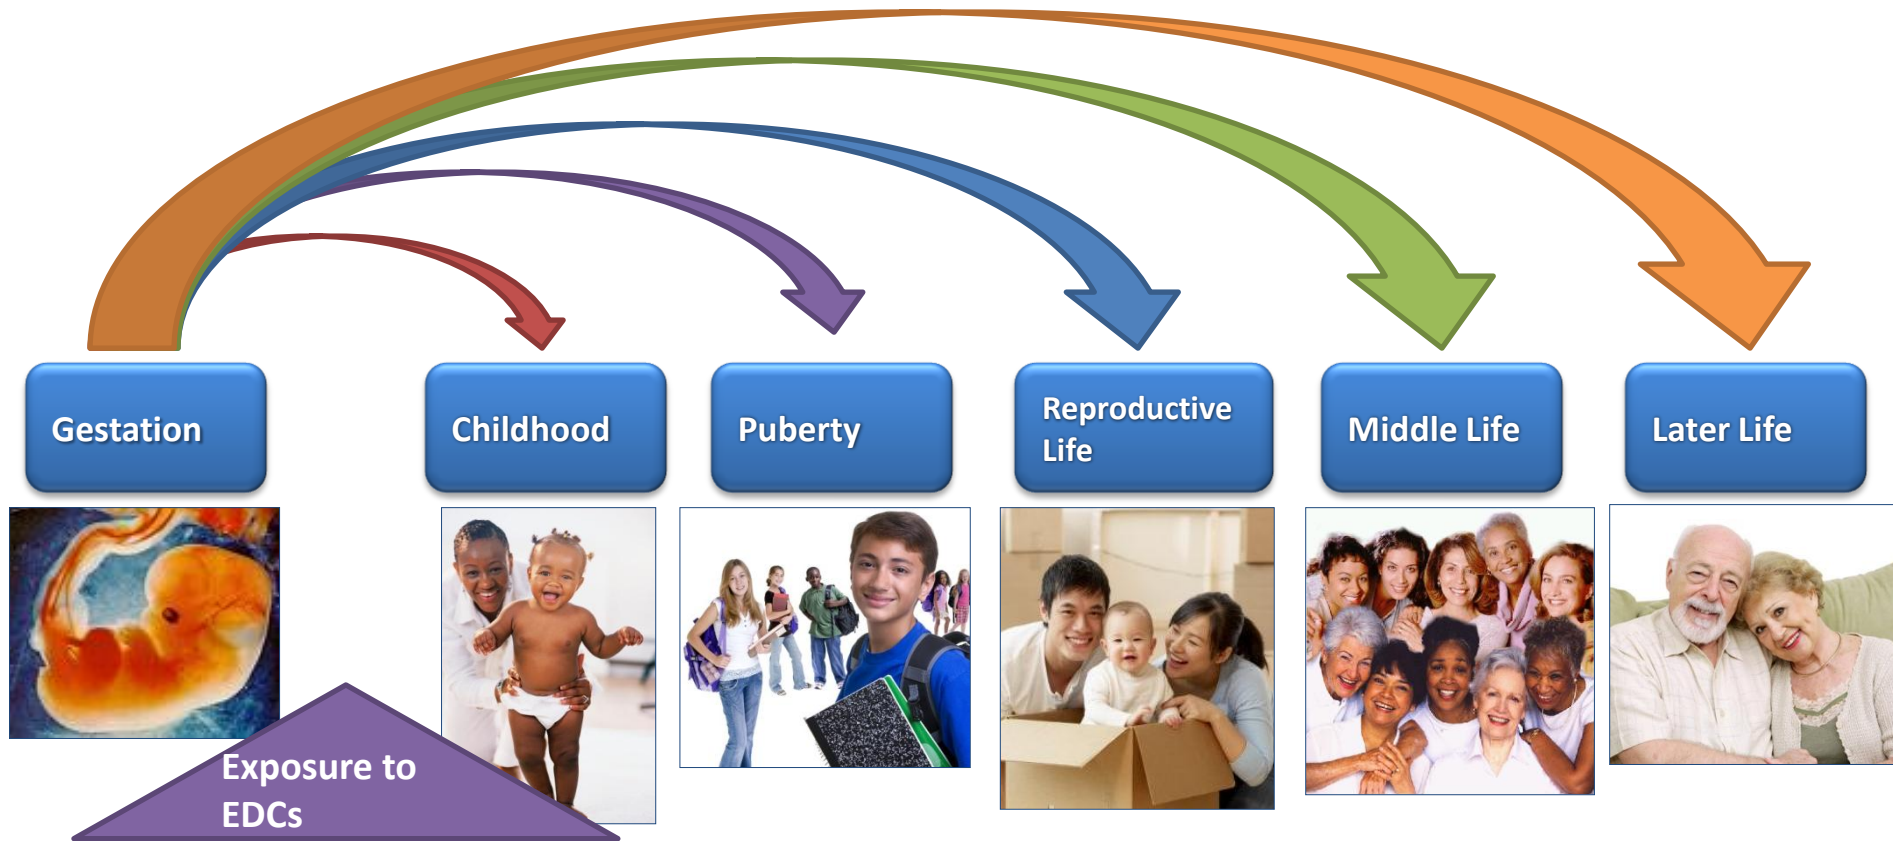 Gestation
Childhood
Puberty
Reproductive
Life
Middle Life
Later Life
Exposure to
EDCs